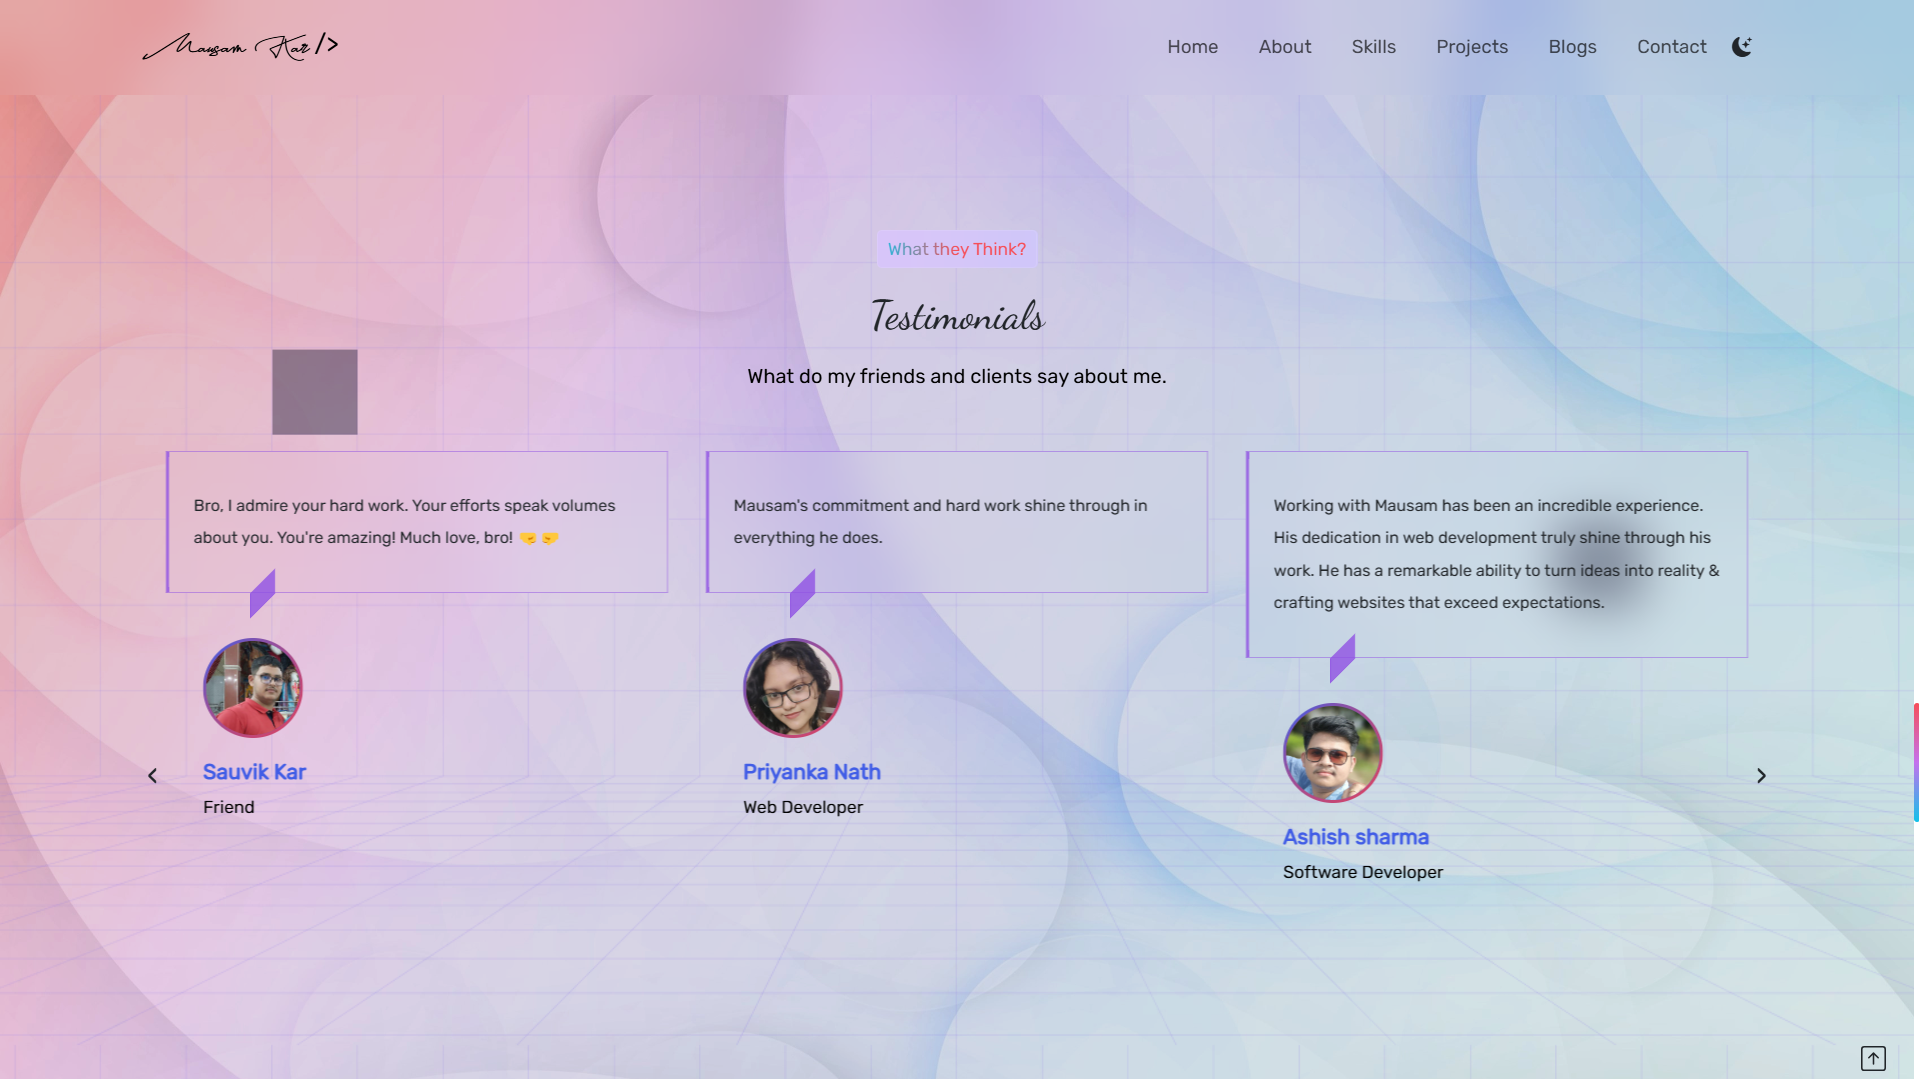 Mausam Kar />
Home
About
Skills
Projects
Blogs
Contact
What they Think?
Testimonials
What do my friends and clients say about me.
Bro, I admire your hard work. Your efforts speak volumes
about you. You're amazing! Much love, bro! 🤜🤛
Sauvik Kar
Friend
Mausam's commitment and hard work shine through in
everything he does.
Priyanka Nath
Web Developer
Working with Mausam has been an incredible experience.
His dedication in web development truly shine through his
work. He has a remarkable ability to turn ideas into reality &
crafting websites that exceed expectations.
Ashish sharma
Software Developer